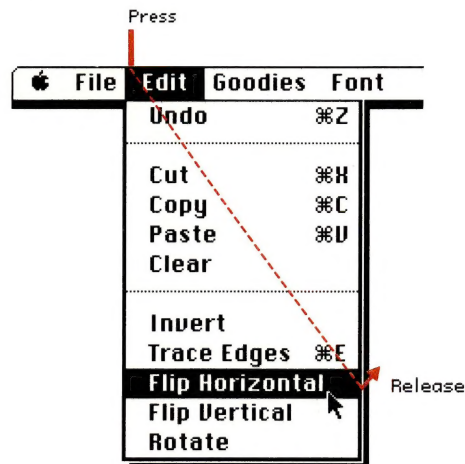 Press
File Edit Goodies Font
Undo ⌘Z
Cut ⌘X
Copy ⌘C
Paste ⌘V
Clear
Invert
Trace Edges ⌘E
Flip Horizontal
Release
Flip Vertical
Rotate